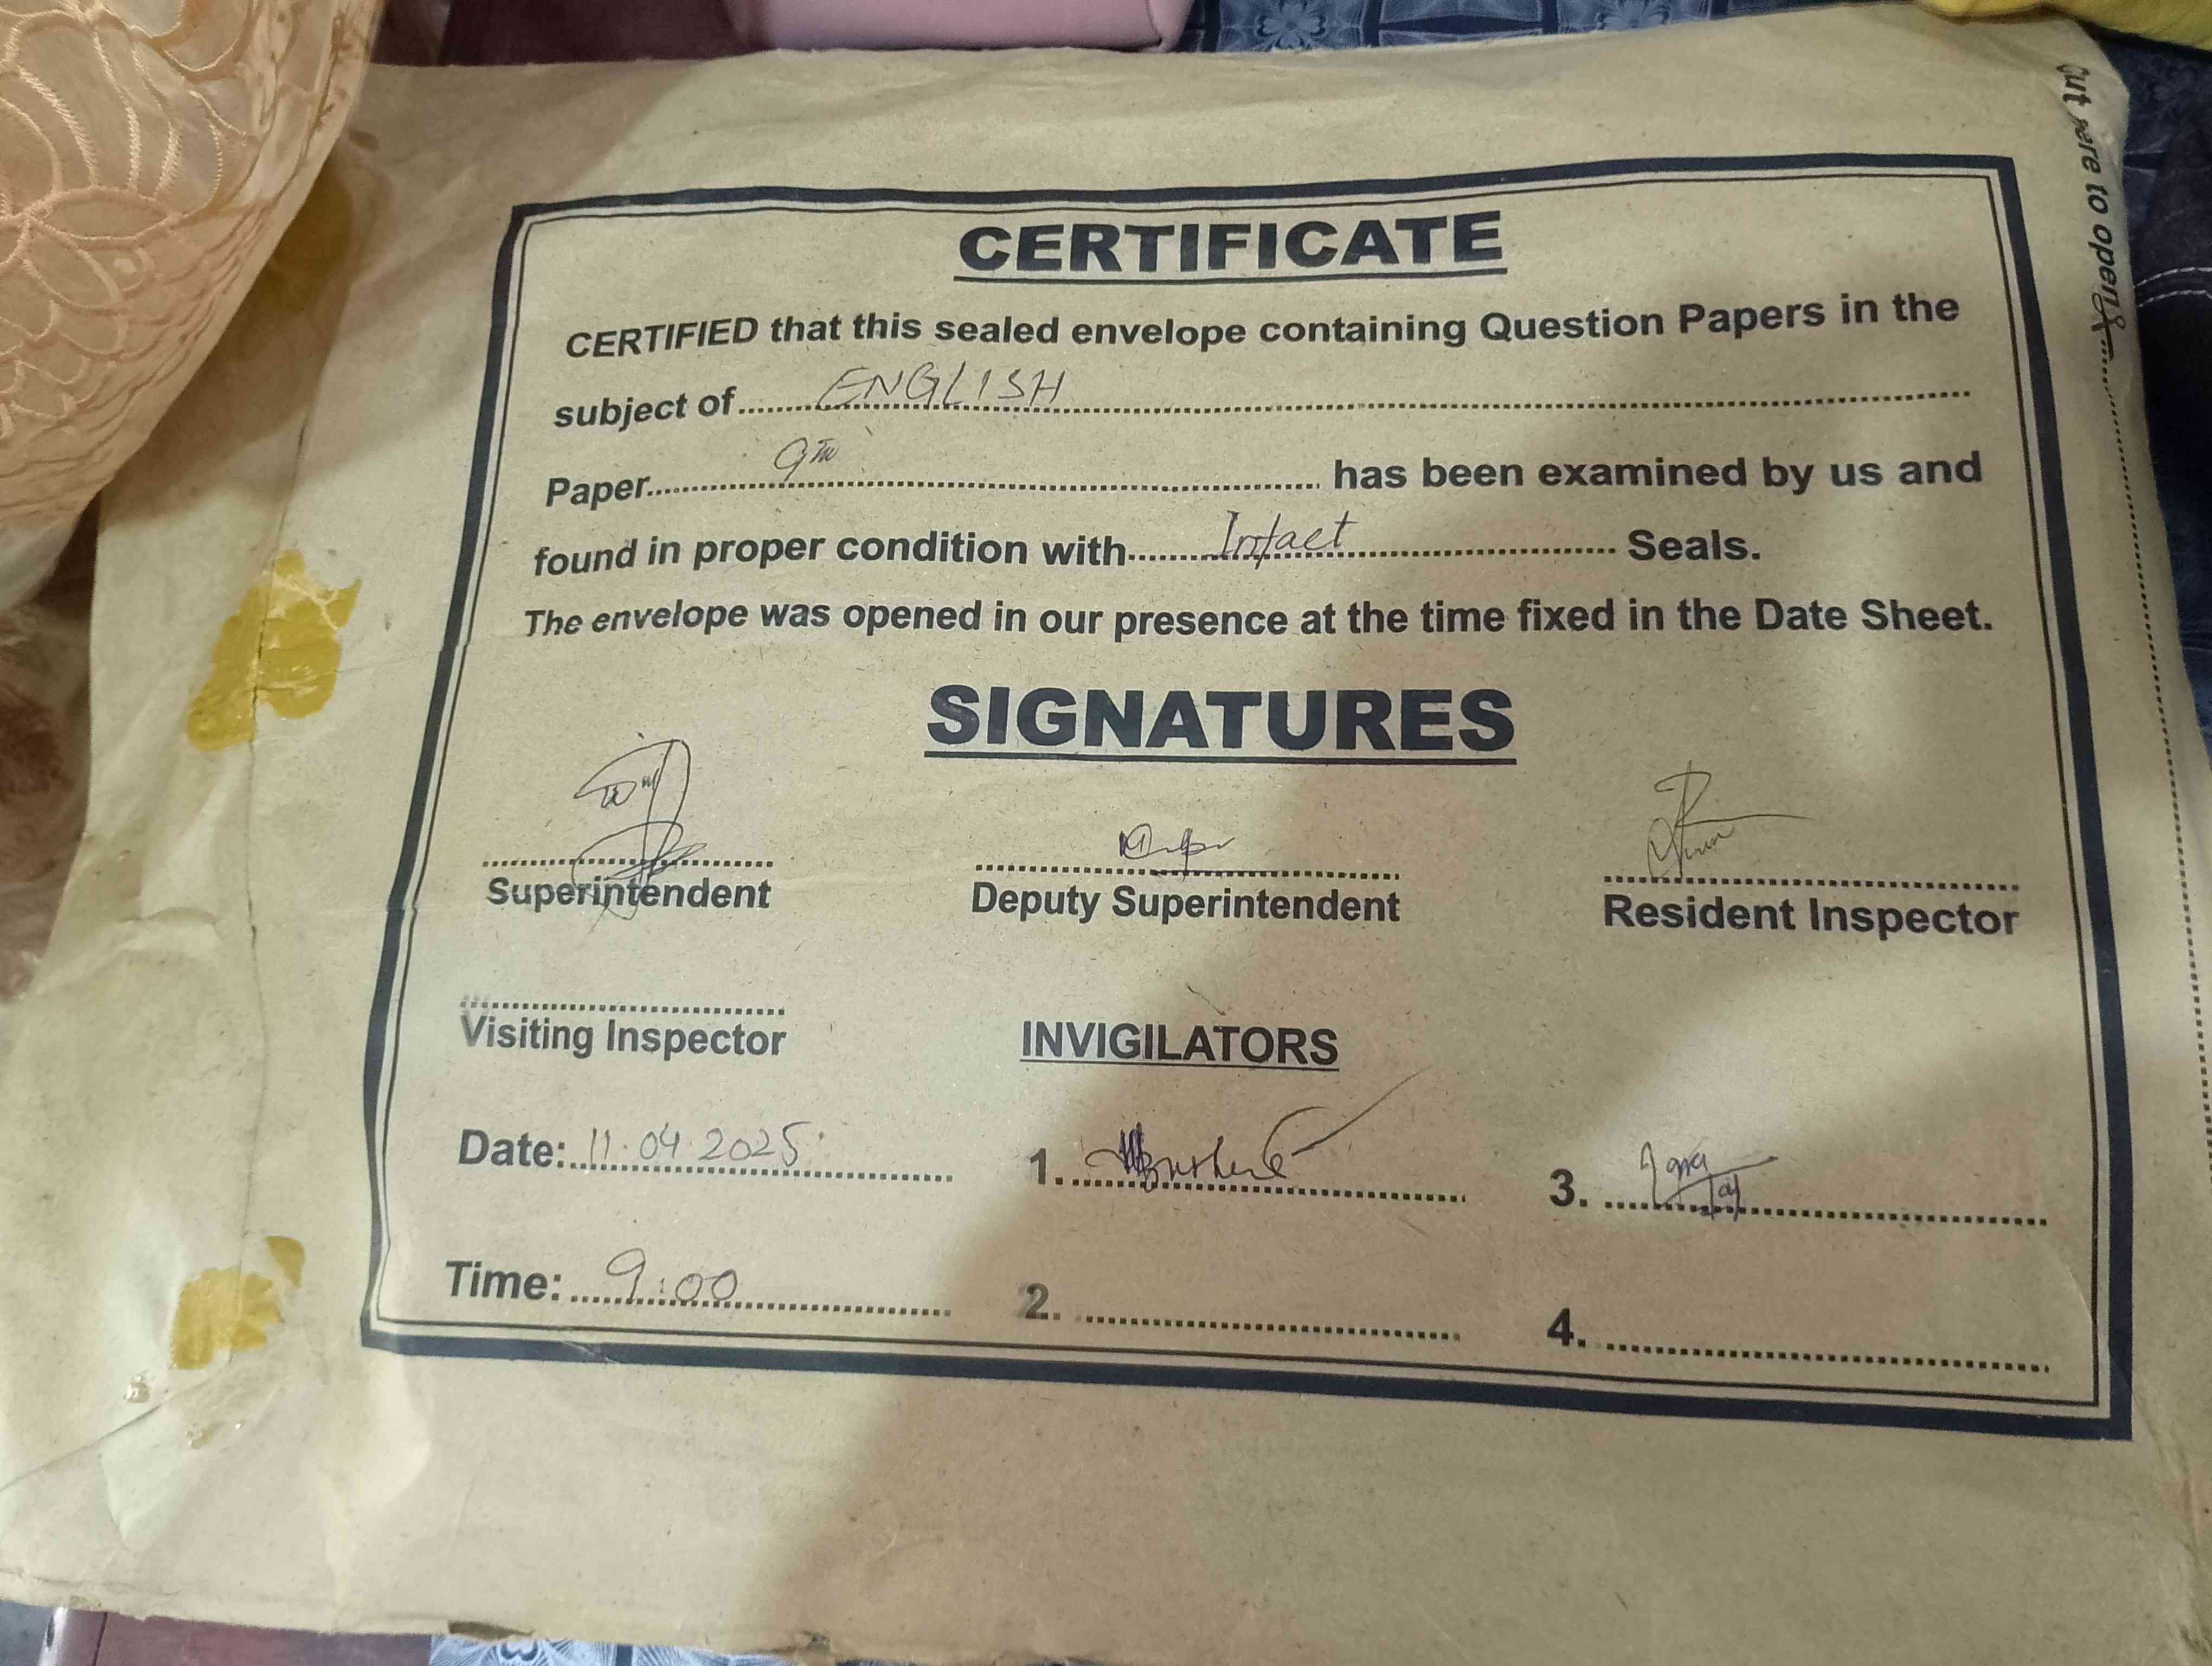 Cut here to open
CERTIFICATE
CERTIFIED that this sealed envelope containing Question Papers in the
subject of ENGLISH
Paper 9TH has been examined by us and
found in proper condition with Intact Seals.
The envelope was opened in our presence at the time fixed in the Date Sheet.
SIGNATURES
Superintendent Deputy Superintendent Resident Inspector
Visiting Inspector INVIGILATORS
Date: 11.04.2025 1. 3.
Time: 9:00 2. 4.